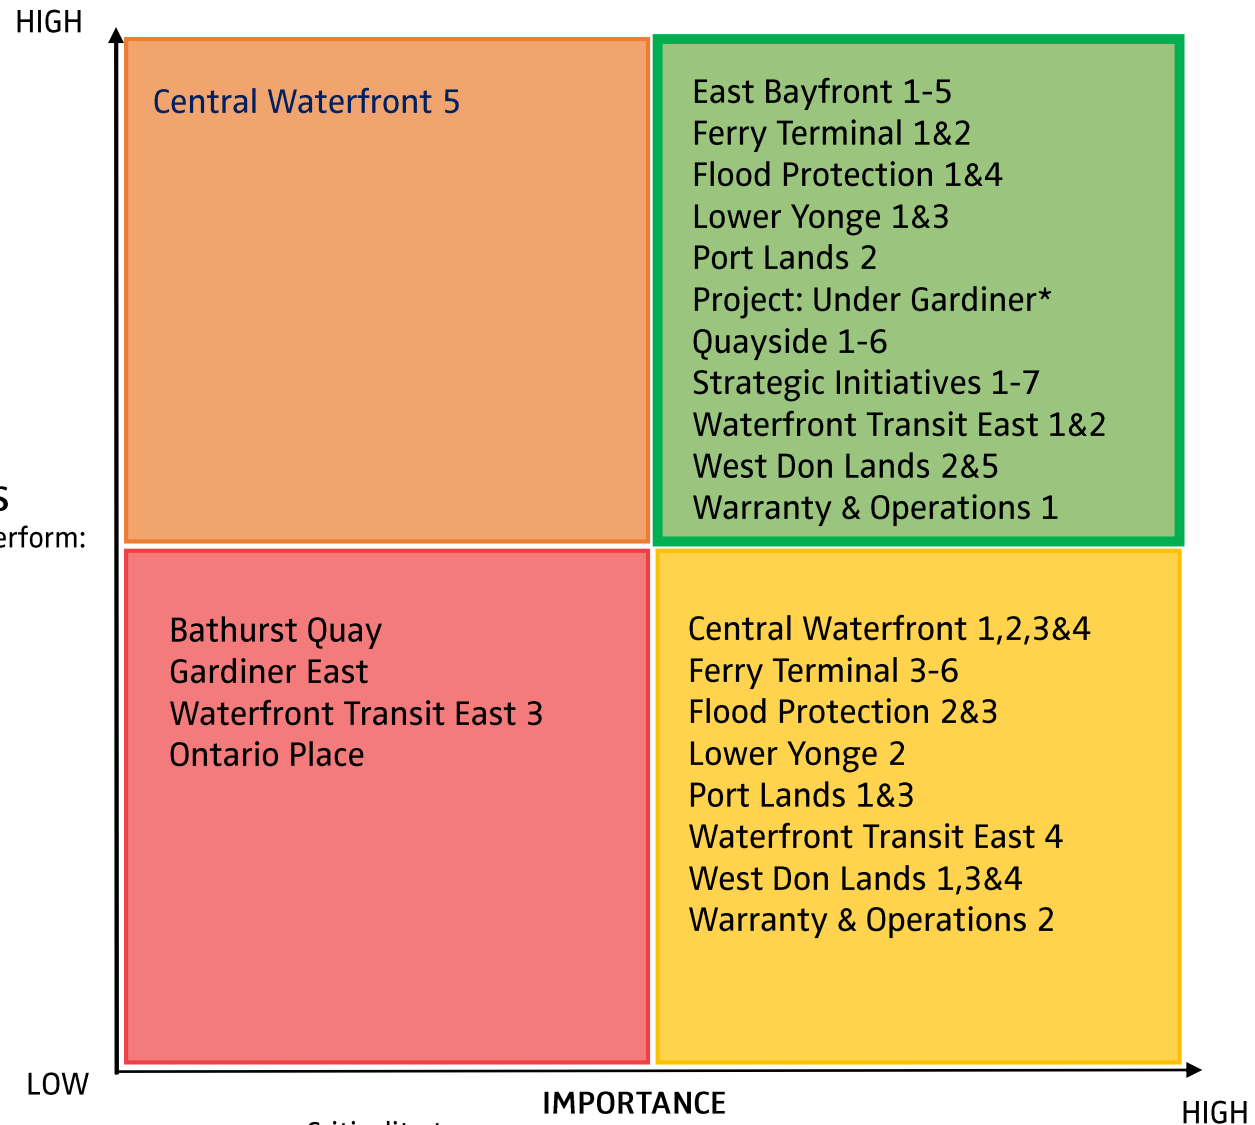 HIGH
Central Waterfront 5
East Bayfront 1-5
Ferry Terminal 1&2
Flood Protection 1&4
Lower Yonge 1&3
Port Lands 2
Project: Under Gardiner*
Quayside 1-6
Strategic Initiatives 1-7
Waterfront Transit East 1&2
West Don Lands 2&5
Warranty & Operations 1
Bathurst Quay
Gardiner East
Waterfront Transit East 3
Ontario Place
Central Waterfront 1,2,3&4
Ferry Terminal 3-6
Flood Protection 2&3
Lower Yonge 2
Port Lands 1&3
Waterfront Transit East 4
West Don Lands 1,3&4
Warranty & Operations 2
LOW
IMPORTANCE
HIGH